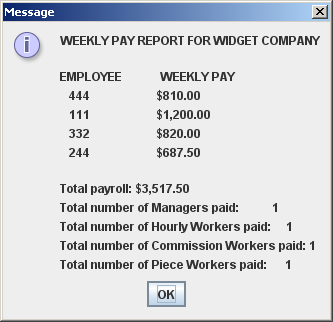 Message
WEEKLY PAY REPORT FOR WIDGET COMPANY
EMPLOYEE WEEKLY PAY
444 $810.00
111 $1,200.00
332 $820.00
244 $687.50
Total payroll: $3,517.50
Total number of Managers paid: 1
Total number of Hourly Workers paid: 1
Total number of Commission Workers paid: 1
Total number of Piece Workers paid: 1
OK